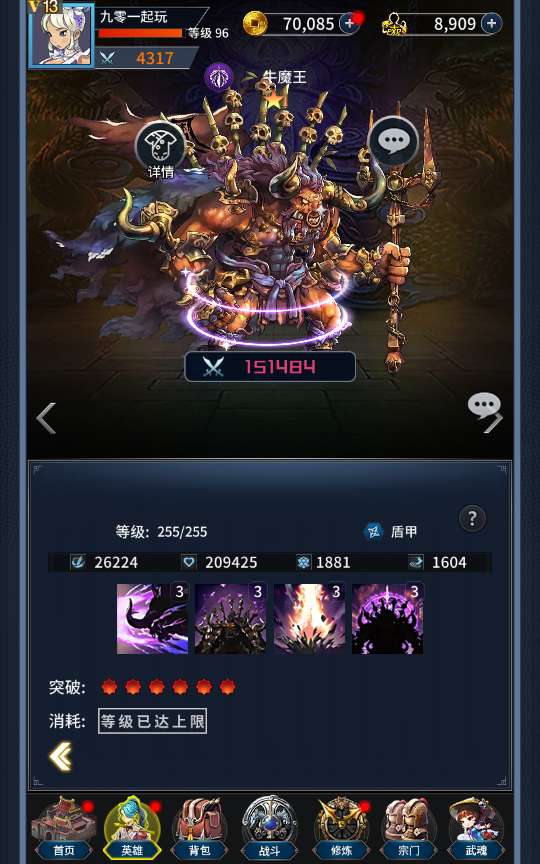 V 13
九零一起玩
等级 96
4317
70,085
EXP
8,909
牛魔王
详情
151484
等级: 255/255
盾甲
?
26224
209425
1881
1604
3
3
3
3
突破:
消耗: 等级已达上限
首页
英雄
背包
战斗
修炼
宗门
武魂